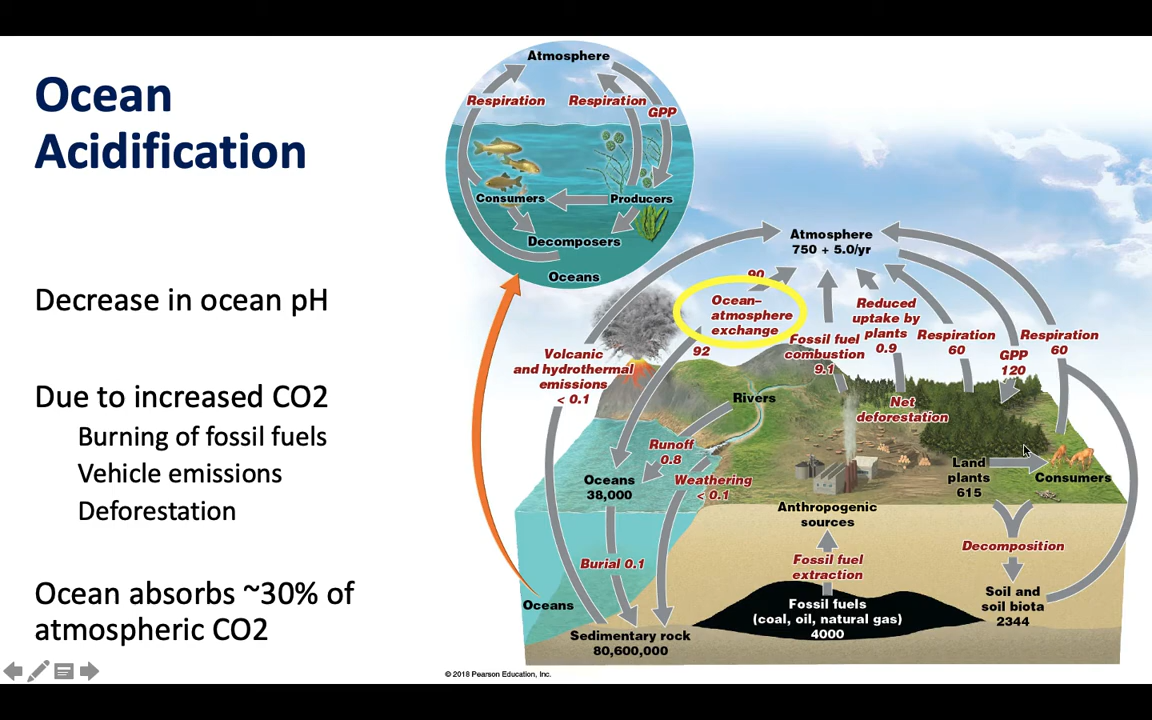 Ocean
Acidification
Decrease in ocean pH
Due to increased CO2
Burning of fossil fuels
Vehicle emissions
Deforestation
Ocean absorbs ~30% of
atmospheric CO2
Atmosphere
Respiration
Respiration
GPP
Consumers
Producers
Decomposers
Oceans
Atmosphere
750 + 5.0/yr
90
Ocean–
atmosphere
exchange
92
Volcanic
and hydrothermal
emissions
< 0.1
Fossil fuel
combustion
9.1
Reduced
uptake by
plants
0.9
Respiration
60
GPP
120
Respiration
60
Net
deforestation
Rivers
Runoff
0.8
Weathering
< 0.1
Oceans
38,000
Land
plants
615
Consumers
Anthropogenic
sources
Burial 0.1
Fossil fuel
extraction
Decomposition
Oceans
Fossil fuels
(coal, oil, natural gas)
4000
Soil and
soil biota
2344
Sedimentary rock
80,600,000
© 2018 Pearson Education, Inc.